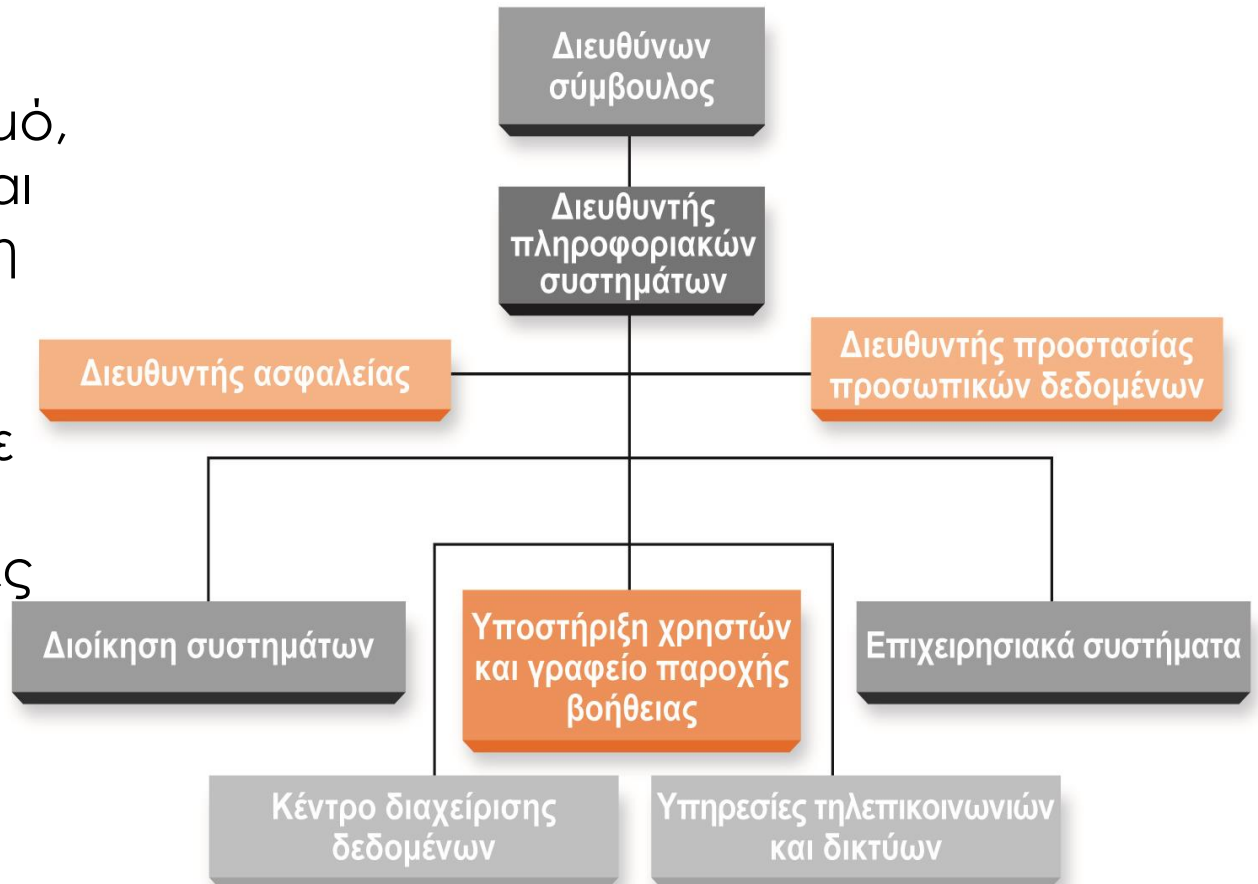 Διευθύνων
σύμβουλος
Διευθυντής
πληροφοριακών
συστημάτων
Διευθυντής ασφαλείας
Διευθυντής προστασίας
προσωπικών δεδομένων
Διοίκηση συστημάτων
Υποστήριξη χρηστών
και γραφείο παροχής
βοήθειας
Επιχειρησιακά συστήματα
Κέντρο διαχείρισης
δεδομένων
Υπηρεσίες τηλεπικοινωνιών
και δικτύων